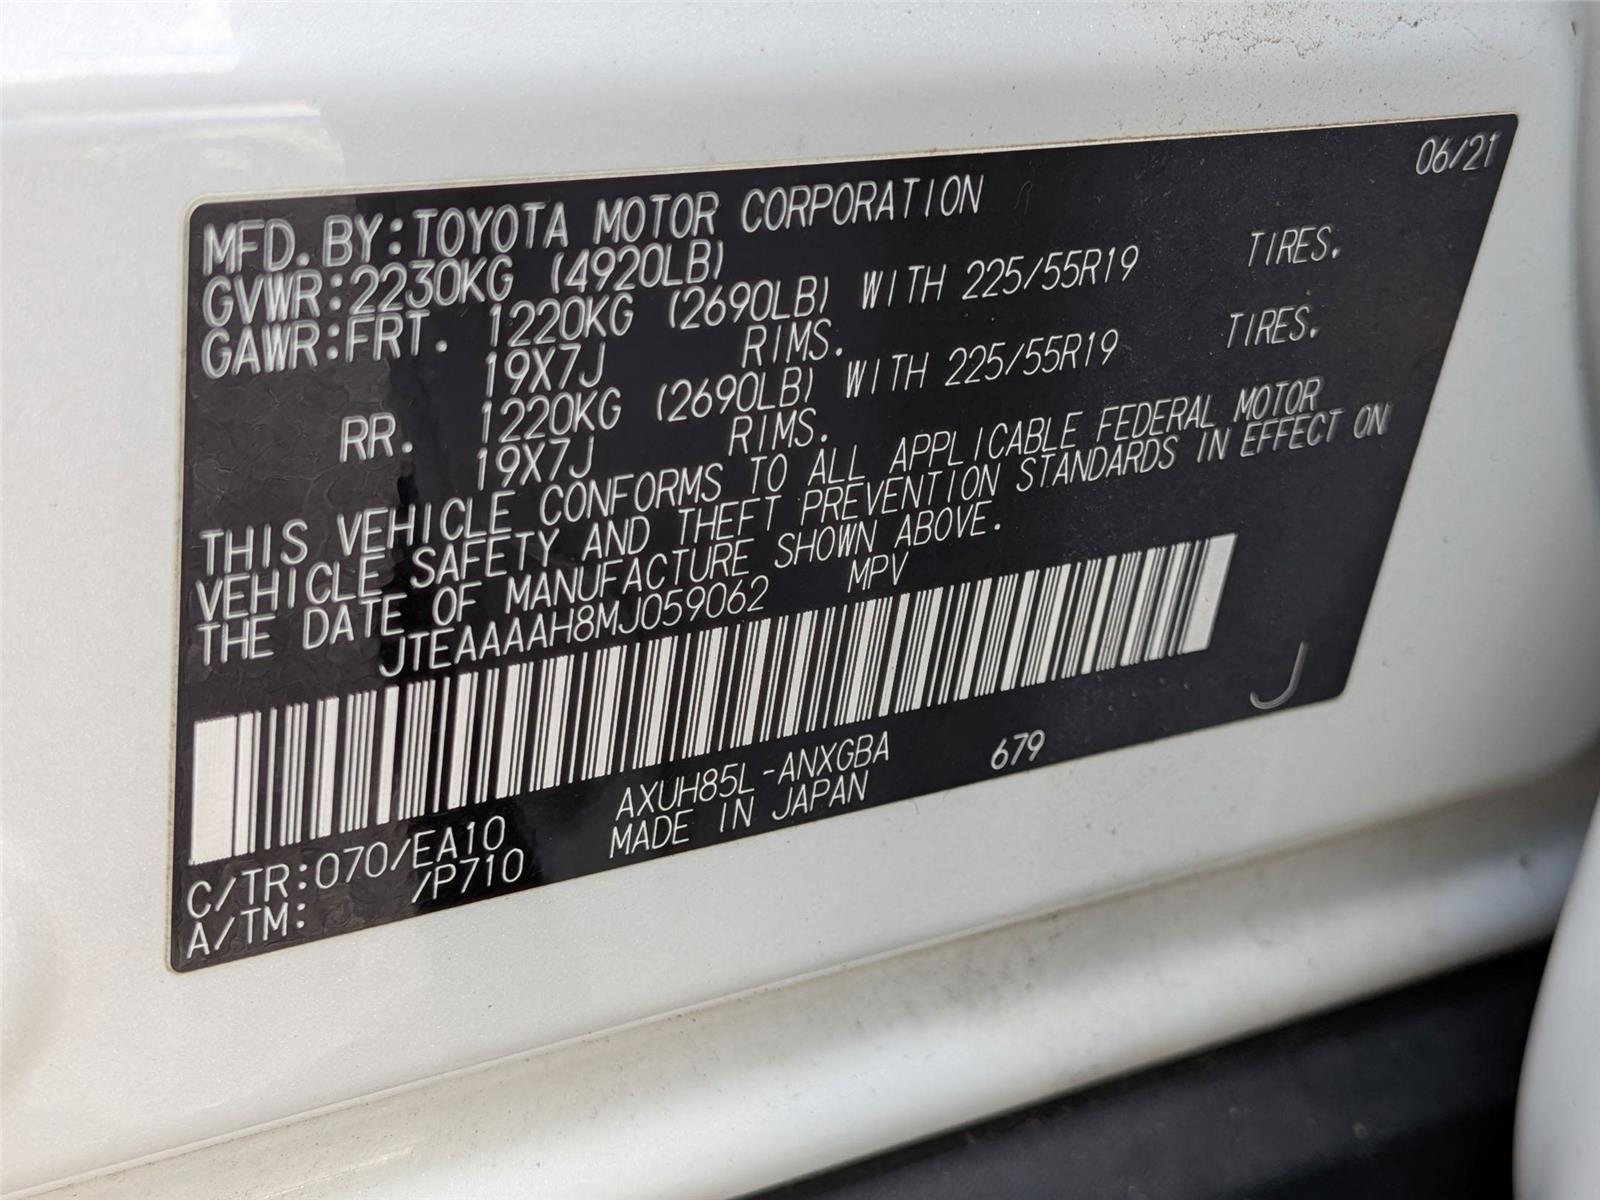 06/21
MFD.BY:TOYOTA MOTOR CORPORATION
GVWR:2230KG (4920LB)
GAWR:FRT. 1220KG (2690LB) WITH 225/55R19 TIRES.
19X7J RIMS.
RR. 1220KG (2690LB) WITH 225/55R19 TIRES.
19X7J RIMS.
THIS VEHICLE CONFORMS TO ALL APPLICABLE FEDERAL MOTOR
VEHICLE SAFETY AND THEFT PREVENTION STANDARDS IN EFFECT ON
THE DATE OF MANUFACTURE SHOWN ABOVE.
JTEAAAAH8MJ059062 MPV
J
C/TR:070/EA10 AXUH85L-ANXGBA 679
A/TM: /P710 MADE IN JAPAN